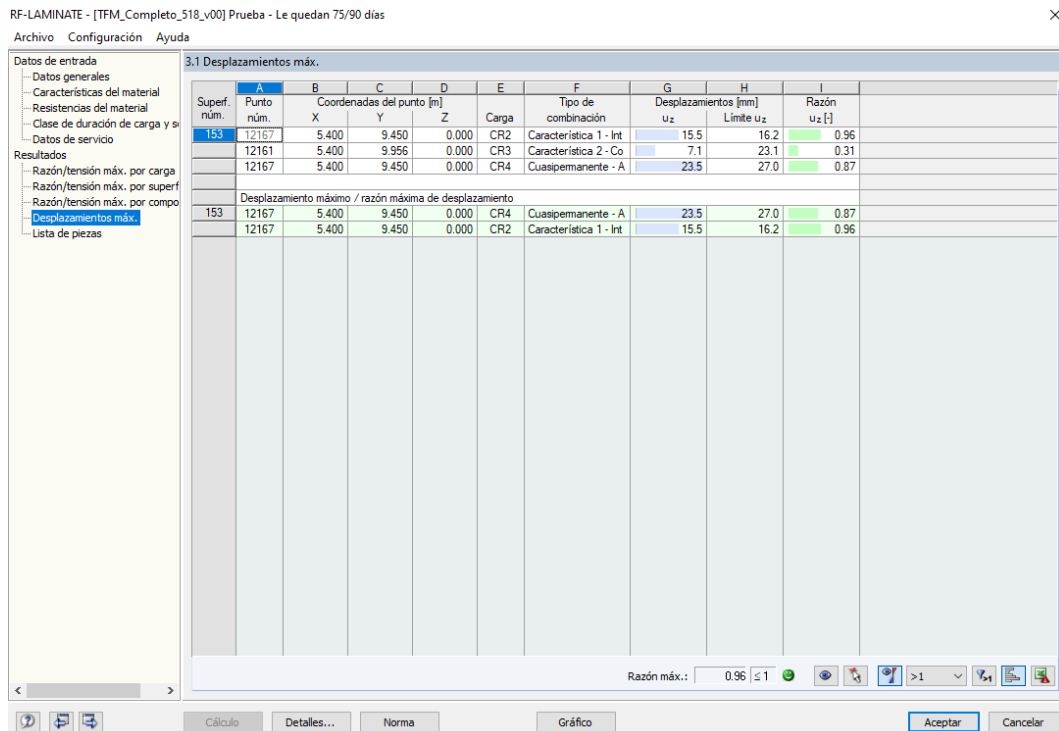 RF-LAMINATE - [TFM_Completo_518_v00] Prueba - Le quedan 75/90 días
Archivo Configuración Ayuda
Datos de entrada
Datos generales
Características del material
Resistencias del material
Clase de duración de carga y se
Datos de servicio
Resultados
Razón/tensión máx. por carga
Razón/tensión máx. por superf
Razón/tensión máx. por compo
Desplazamientos máx.
Lista de piezas
3.1 Desplazamientos máx.
A B C D E F G H I
Superf. Punto Coordenadas del punto [m] Tipo de Desplazamientos [mm] Razón
núm. núm. X Y Z Carga combinación uz Límite uz uz [-]
153 12167 5.400 9.450 0.000 CR2 Característica 1 - Int 15.5 16.2 0.96
12161 5.400 9.956 0.000 CR3 Característica 2 - Co 7.1 23.1 0.31
12167 5.400 9.450 0.000 CR4 Cuasipermanente - A 23.5 27.0 0.87
Desplazamiento máximo / razón máxima de desplazamiento
153 12167 5.400 9.450 0.000 CR4 Cuasipermanente - A 23.5 27.0 0.87
12167 5.400 9.450 0.000 CR2 Característica 1 - Int 15.5 16.2 0.96
Razón máx.: 0.96 ≤ 1 >1
Cálculo Detalles... Norma Gráfico Aceptar Cancelar